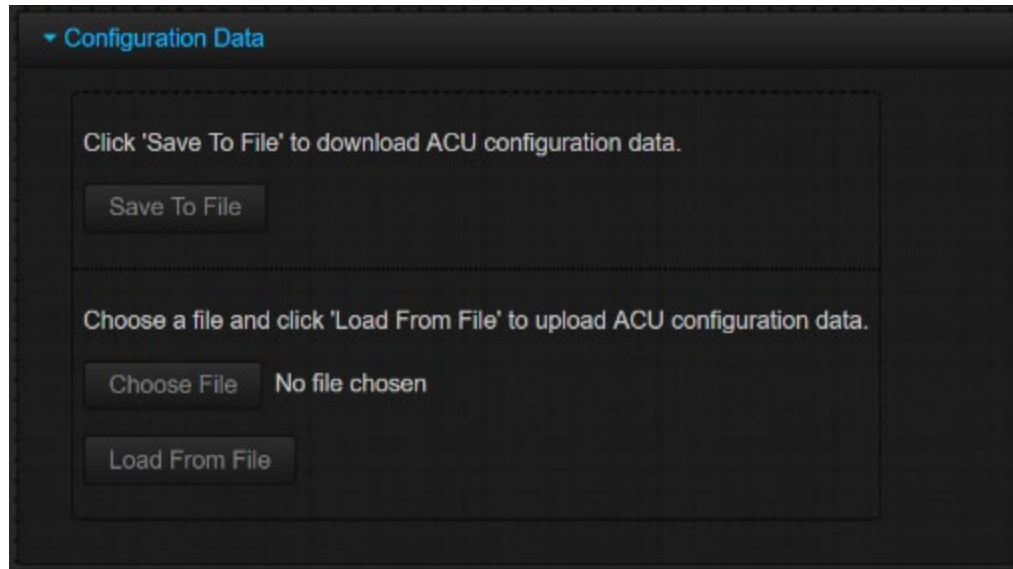 Configuration Data
Click 'Save To File' to download ACU configuration data.
Save To File
Choose a file and click 'Load From File' to upload ACU configuration data.
Choose File No file chosen
Load From File